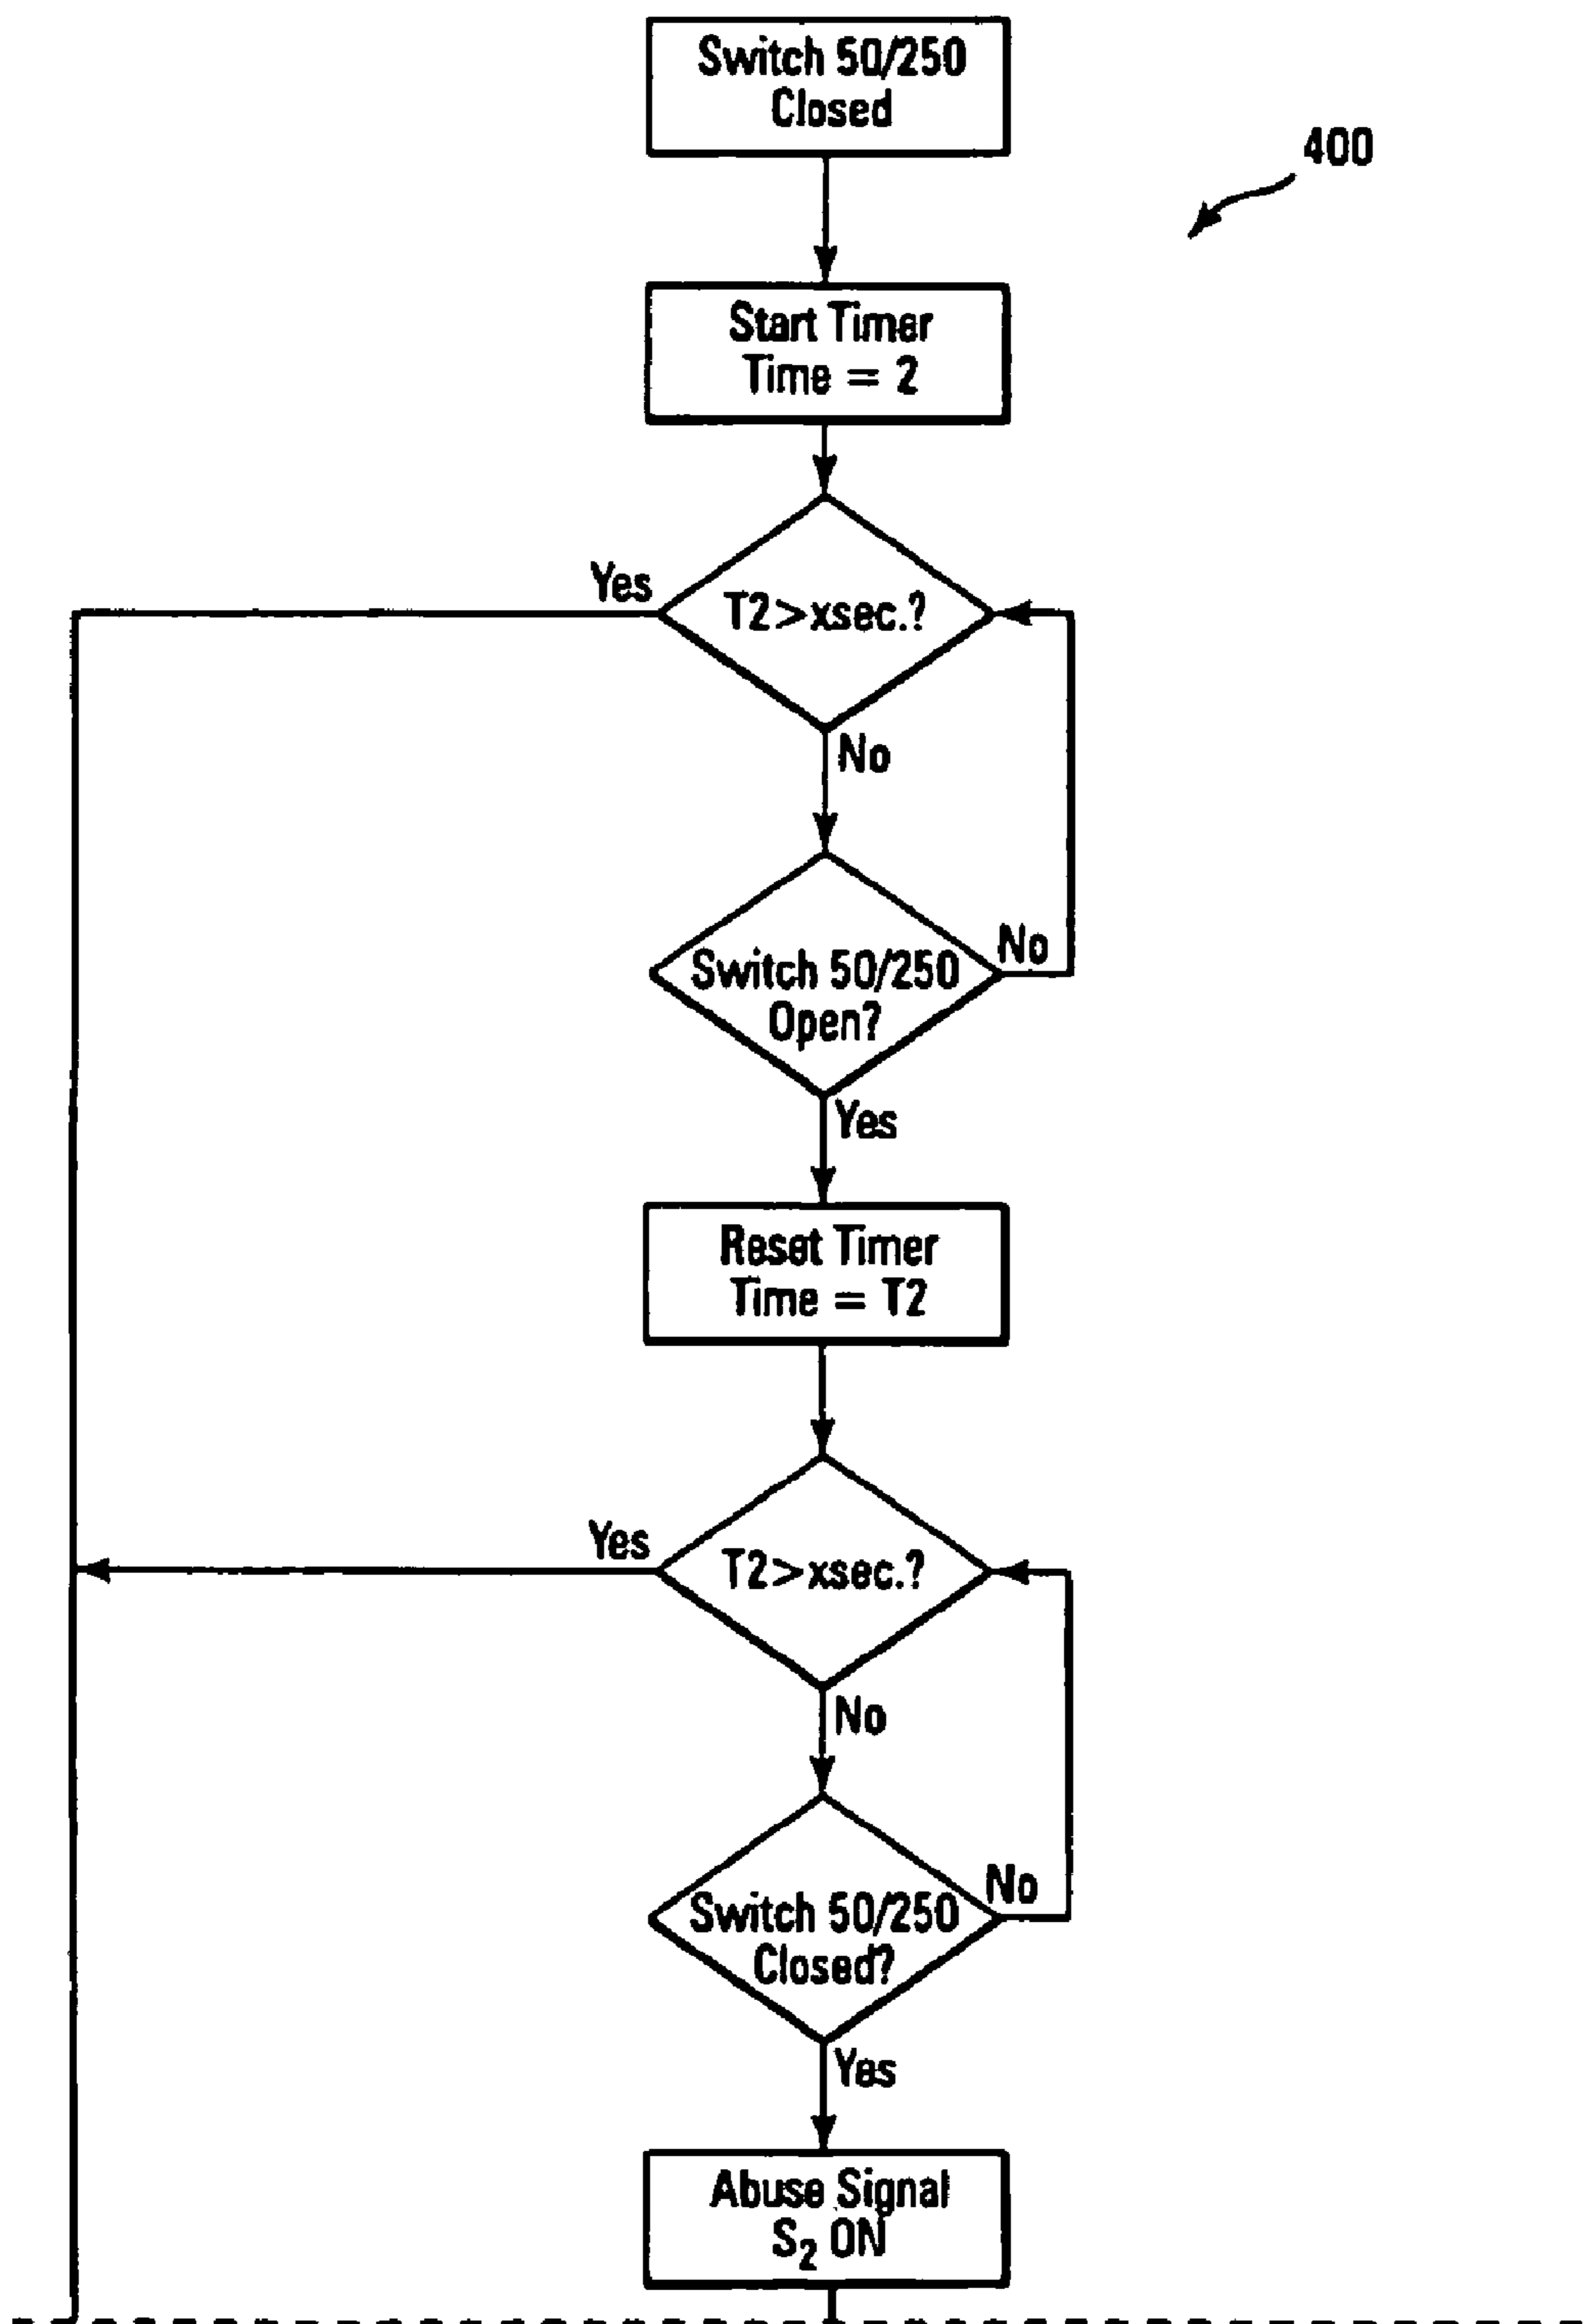 Switch 50/250
Closed
400
Start Timer
Time = 2
Yes
T2>xsec.?
No
Switch 50/250
Open?
No
Yes
Reset Timer
Time = T2
Yes
T2>xsec.?
No
Switch 50/250
Closed?
No
Yes
Abuse Signal
S₂ ON